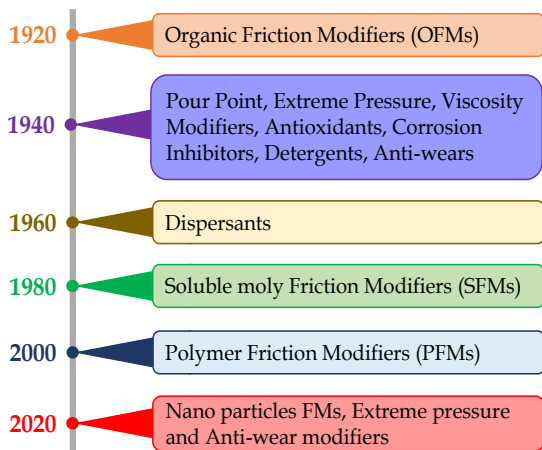 1920
Organic Friction Modifiers (OFMs)
1940
Pour Point, Extreme Pressure, Viscosity
Modifiers, Antioxidants, Corrosion
Inhibitors, Detergents, Anti-wears
1960
Dispersants
1980
Soluble moly Friction Modifiers (SFMs)
2000
Polymer Friction Modifiers (PFMs)
2020
Nano particles FMs, Extreme pressure
and Anti-wear modifiers